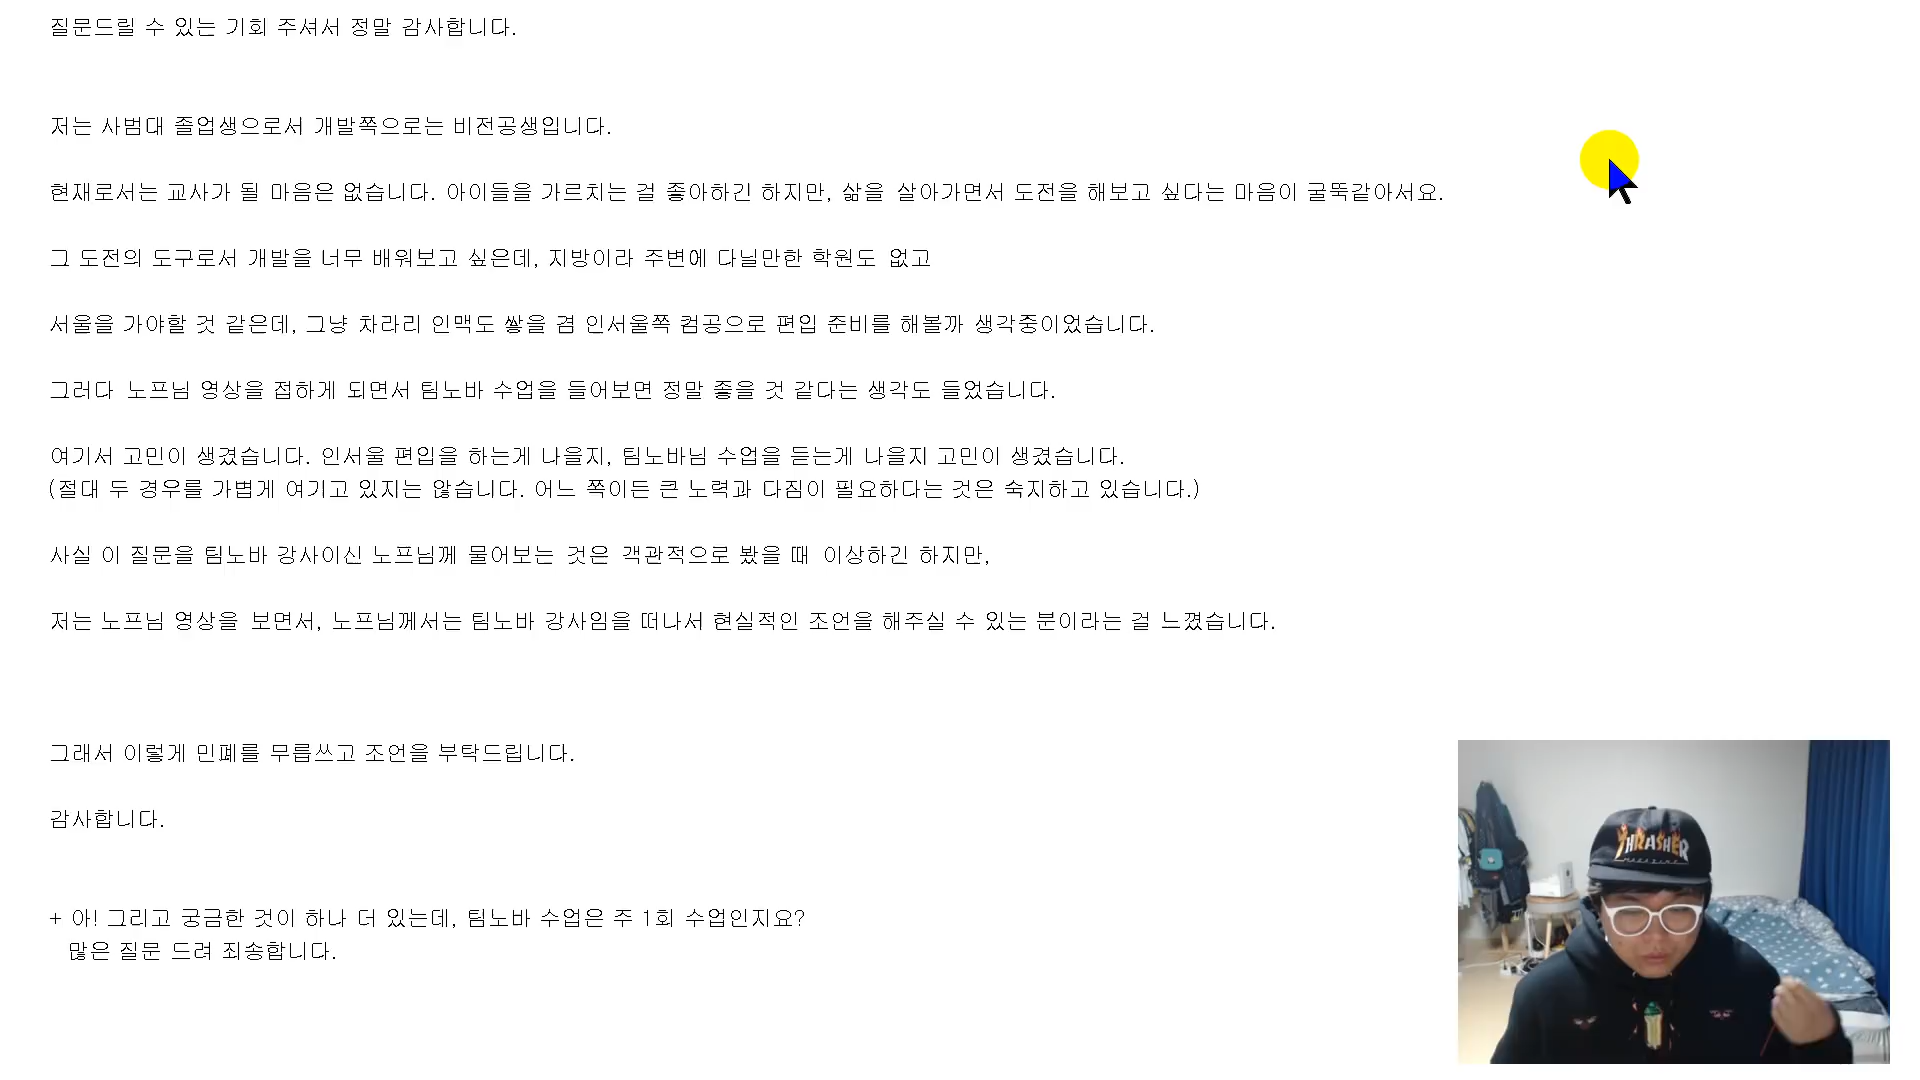 질문드릴 수 있는 기회 주셔서 정말 감사합니다.
저는 사범대 졸업생으로서 개발쪽으로는 비전공생입니다.
현재로서는 교사가 될 마음은 없습니다. 아이들을 가르치는 걸 좋아하긴 하지만, 삶을 살아가면서 도전을 해보고 싶다는 마음이 굴뚝같아서요.
그 도전의 도구로서 개발을 너무 배워보고 싶은데, 지방이라 주변에 다닐만한 학원도 없고
서울을 가야할 것 같은데, 그냥 차라리 인맥도 쌓을 겸 인서울쪽 컴공으로 편입 준비를 해볼까 생각중이었습니다.
그러다 노프님 영상을 접하게 되면서 팀노바 수업을 들어보면 정말 좋을 것 같다는 생각도 들었습니다.
여기서 고민이 생겼습니다. 인서울 편입을 하는게 나을지, 팀노바님 수업을 듣는게 나을지 고민이 생겼습니다.
(절대 두 경우를 가볍게 여기고 있지는 않습니다. 어느 쪽이든 큰 노력과 다짐이 필요하다는 것은 숙지하고 있습니다.)
사실 이 질문을 팀노바 강사이신 노프님께 물어보는 것은 객관적으로 봤을 때 이상하긴 하지만,
저는 노프님 영상을 보면서, 노프님께서는 팀노바 강사임을 떠나서 현실적인 조언을 해주실 수 있는 분이라는 걸 느꼈습니다.
그래서 이렇게 민폐를 무릅쓰고 조언을 부탁드립니다.
감사합니다.
+ 아! 그리고 궁금한 것이 하나 더 있는데, 팀노바 수업은 주 1회 수업인지요?
많은 질문 드려 죄송합니다.
THRASHER
MAGAZINE